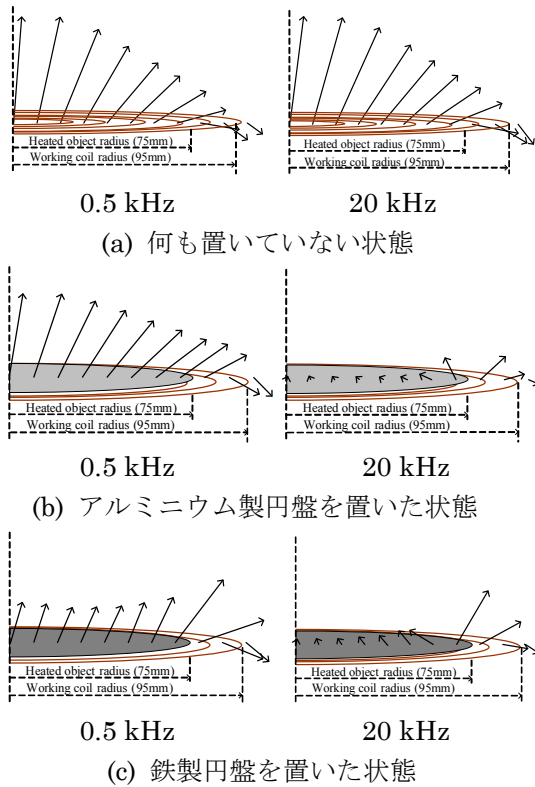 Heated object radius (75mm)
Working coil radius (95mm)
Heated object radius (75mm)
Working coil radius (95mm)
0.5 kHz
20 kHz
(a) 何も置いていない状態
Heated object radius (75mm)
Working coil radius (95mm)
Heated object radius (75mm)
Working coil radius (95mm)
0.5 kHz
20 kHz
(b) アルミニウム製円盤を置いた状態
Heated object radius (75mm)
Working coil radius (95mm)
Heated object radius (75mm)
Working coil radius (95mm)
0.5 kHz
20 kHz
(c) 鉄製円盤を置いた状態